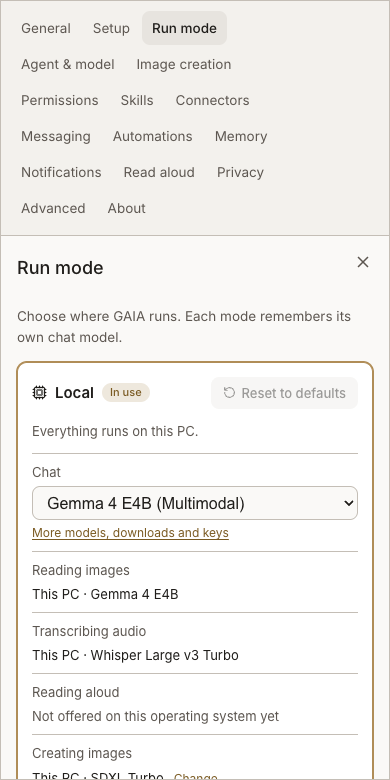 General Setup Run mode
Agent & model Image creation
Permissions Skills Connectors
Messaging Automations Memory
Notifications Read aloud Privacy
Advanced About
Run mode
Choose where GAIA runs. Each mode remembers its
own chat model.
Local In use Reset to defaults
Everything runs on this PC.
Chat
Gemma 4 E4B (Multimodal)
More models, downloads and keys
Reading images
This PC · Gemma 4 E4B
Transcribing audio
This PC · Whisper Large v3 Turbo
Reading aloud
Not offered on this operating system yet
Creating images
This PC · SDXL Turbo Change